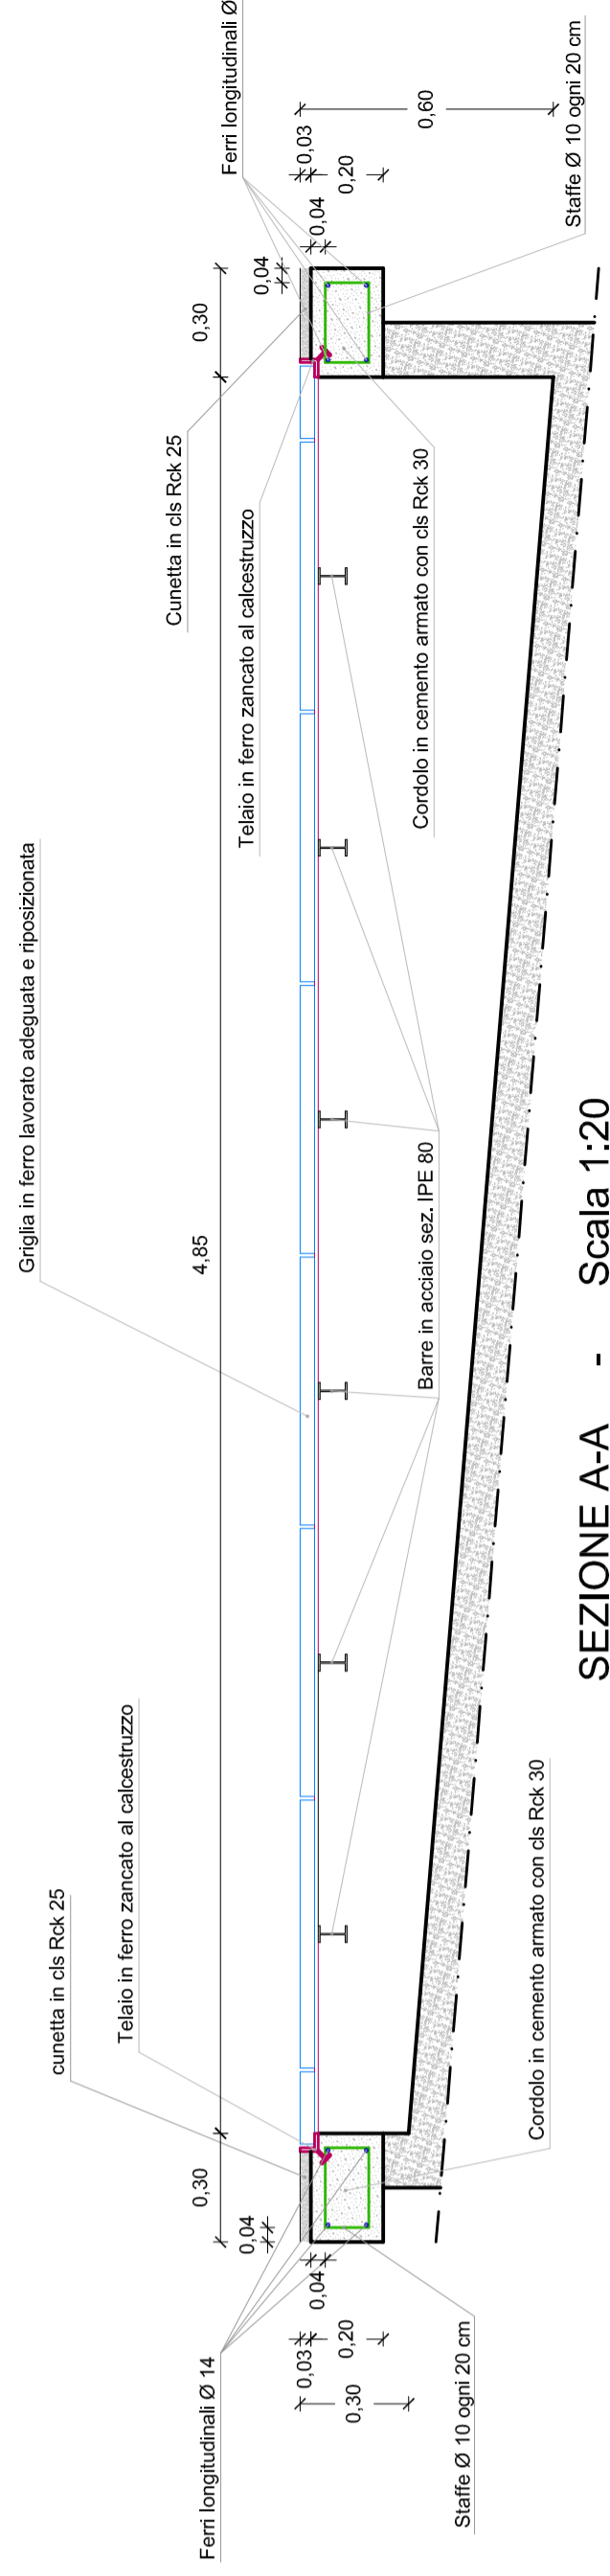 Griglia in ferro lavorato adeguata e riposizionata
cunetta in cls Rck 25
Telaio in ferro zancato al calcestruzzo
Cunetta in cls Rck 25
Telaio in ferro zancato al calcestruzzo
Ferri longitudinali Ø 14
Ferri longitudinali Ø
0,30
4,85
0,30
0,04
0,04
0,04
0,04
0,03
0,20
0,30
0,03
0,20
0,60
Barre in acciaio sez. IPE 80
Cordolo in cemento armato con cls Rck 30
Cordolo in cemento armato con cls Rck 30
Staffe Ø 10 ogni 20 cm
Staffe Ø 10 ogni 20 cm
SEZIONE A-A - Scala 1:20